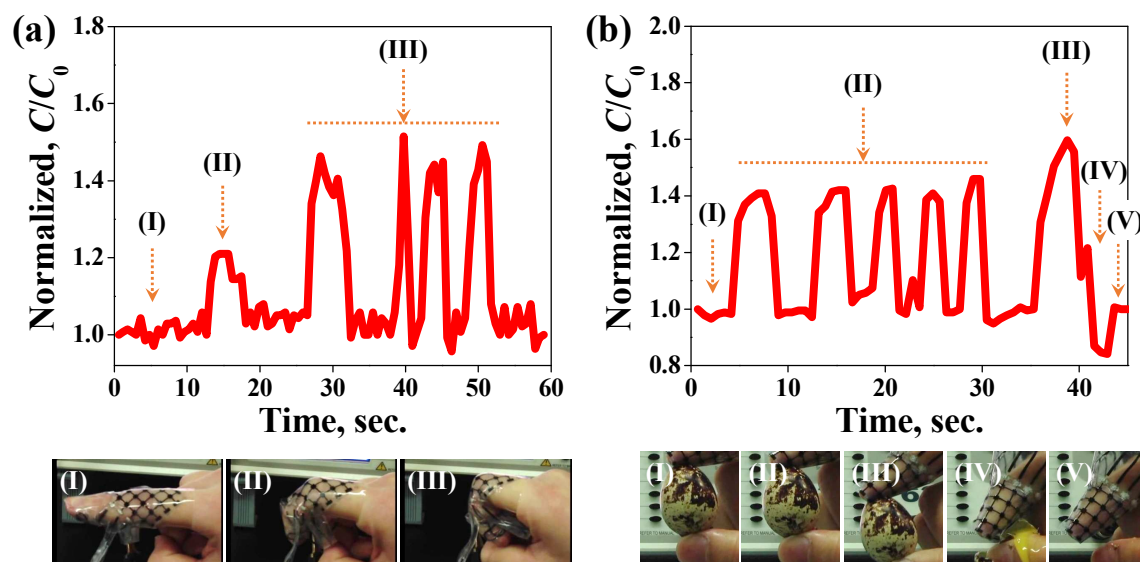 (a)
1.8
1.6
1.4
1.2
1.0
Normalized, C/C0
(I)
(II)
(III)
0 10 20 30 40 50 60
Time, sec.
(I) (II) (III)
(b)
2.0
1.8
1.6
1.4
1.2
1.0
0.8
Normalized, C/C0
(I)
(II)
(III)
(IV)
(V)
0 10 20 30 40
Time, sec.
(I) (II) (III) (IV) (V)